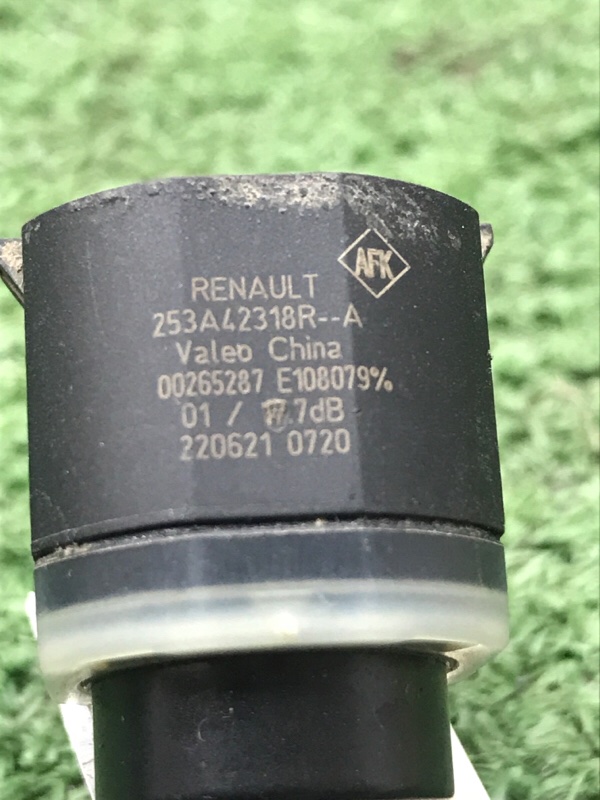 AFK
RENAULT
253A42318R--A
Valeo China
00265287 E108079%
01 / .7dB
220621 0720